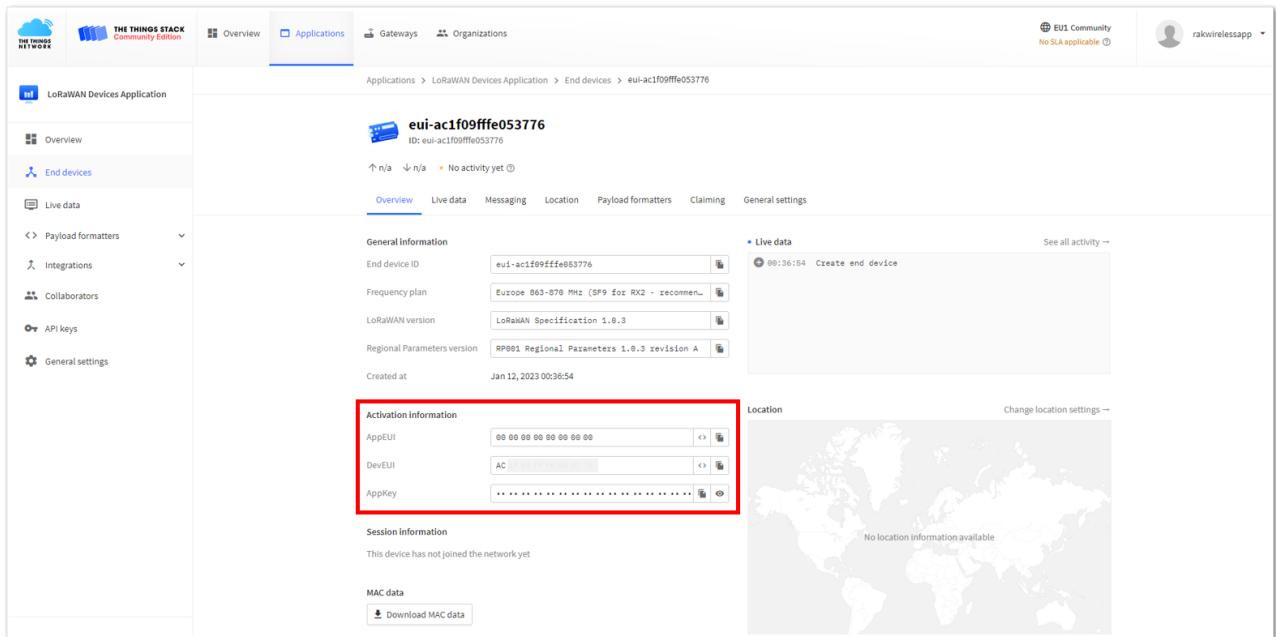 THE THINGS NETWORK
THE THINGS STACK
Community Edition
Overview
Applications
Gateways
Organizations
EU1 Community
No SLA applicable
rakwirelessapp
LoRaWAN Devices Application
Overview
End devices
Live data
Payload formatters
Integrations
Collaborators
API keys
General settings
Applications > LoRaWAN Devices Application > End devices > eui-ac1f09fffe053776
eui-ac1f09fffe053776
ID: eui-ac1f09fffe053776
↑ n/a ↓ n/a • No activity yet
Overview Live data Messaging Location Payload formatters Claiming General settings
General information
End device ID eui-ac1f09fffe053776
Frequency plan Europe 863-870 MHz (SF9 for RX2 - recommen…
LoRaWAN version LoRaWAN Specification 1.0.3
Regional Parameters version RP001 Regional Parameters 1.0.3 revision A
Created at Jan 12, 2023 00:36:54
Activation information
AppEUI 00 00 00 00 00 00 00 00
DevEUI AC
AppKey •• •• •• •• •• •• •• •• •• •• •• •• •• •• •• ••
Session information
This device has not joined the network yet
MAC data
Download MAC data
• Live data See all activity →
00:36:54 Create end device
Location Change location settings →
No location information available